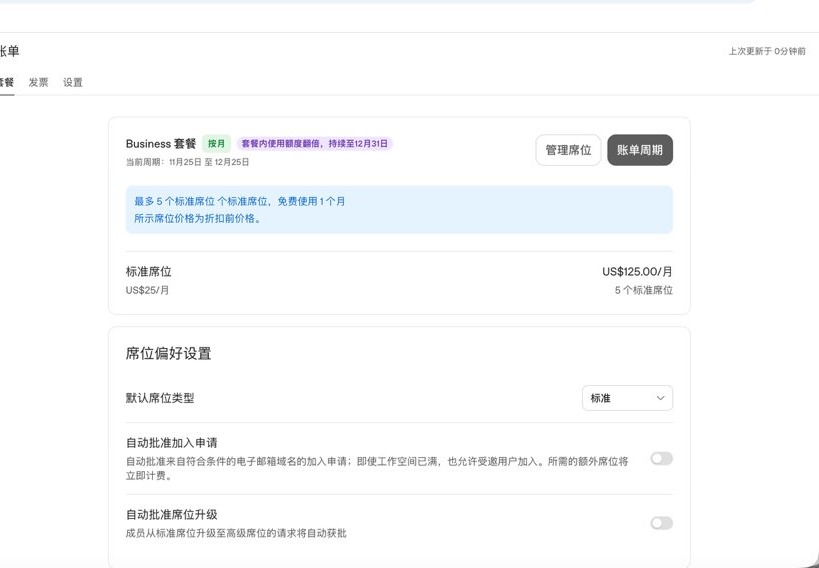 账单
上次更新于 0分钟前
套餐 发票 设置
Business 套餐 按月 套餐内使用额度翻倍，持续至12月31日
当前周期：11月25日 至 12月25日
管理席位 账单周期
最多 5 个标准席位 个标准席位，免费使用 1 个月
所示席位价格为折扣前价格。
标准席位 US$125.00/月
US$25/月 5 个标准席位
席位偏好设置
默认席位类型 标准
自动批准加入申请
自动批准来自符合条件的电子邮箱域名的加入申请；即使工作空间已满，也允许受邀用户加入。所需的额外席位将
立即计费。
自动批准席位升级
成员从标准席位升级至高级席位的请求将自动获批